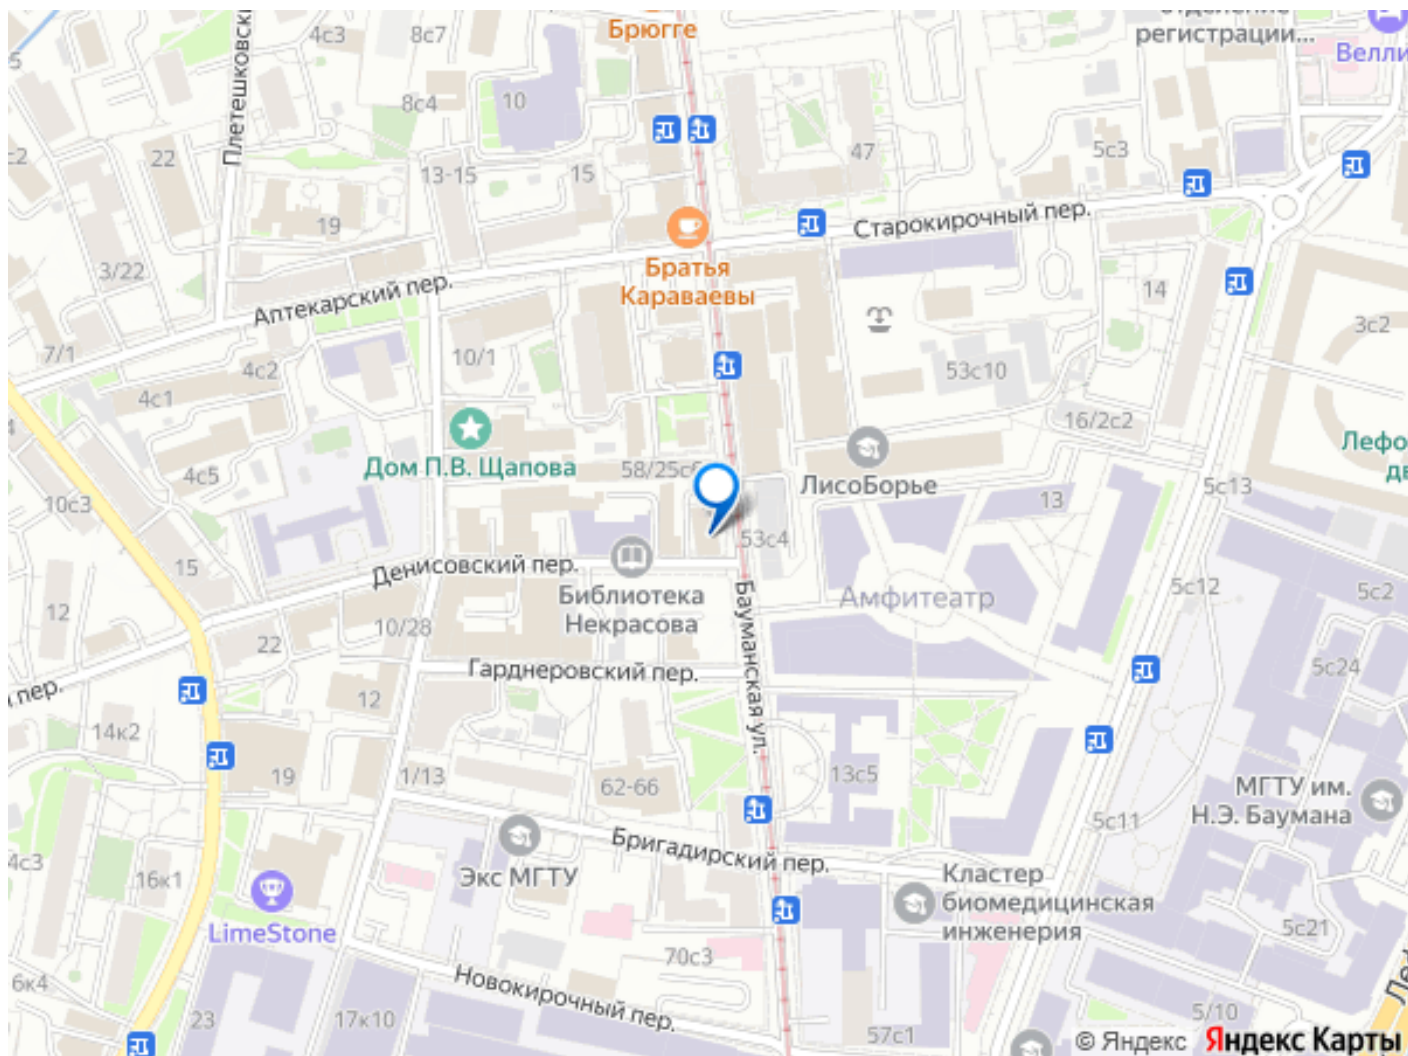 Брюгге
регистрации...
Велли
4с3
8с7
8с4
10
Плетешковски
22
13-15
15
47
5с3
19
Старокирочный пер.
3/22
Братья
Караваевы
Аптекарский пер.
14
3с2
7/1
4с2
10/1
4с1
53с10
16/2с2
Дом П.В. Щапова
58/25с6
ЛисоБорье
Лефо
дв
4с5
10с3
13
5с13
53с4
15
Денисовский пер.
Библиотека
Некрасова
Амфитеатр
5с12
5с2
12
10/28
22
Гарднеровский пер.
Бауманская ул.
5с24
пер.
12
14к2
19
1/13
62-66
13с5
МГТУ им.
Н.Э. Баумана
5с11
Бригадирский пер.
4с3
16к1
Экс МГТУ
Кластер
биомедицинская
инженерия
LimeStone
5с21
70с3
6к4
Новокирочный пер.
23
17к10
57с1
5/10
Ле
© Яндекс Яндекс Карты